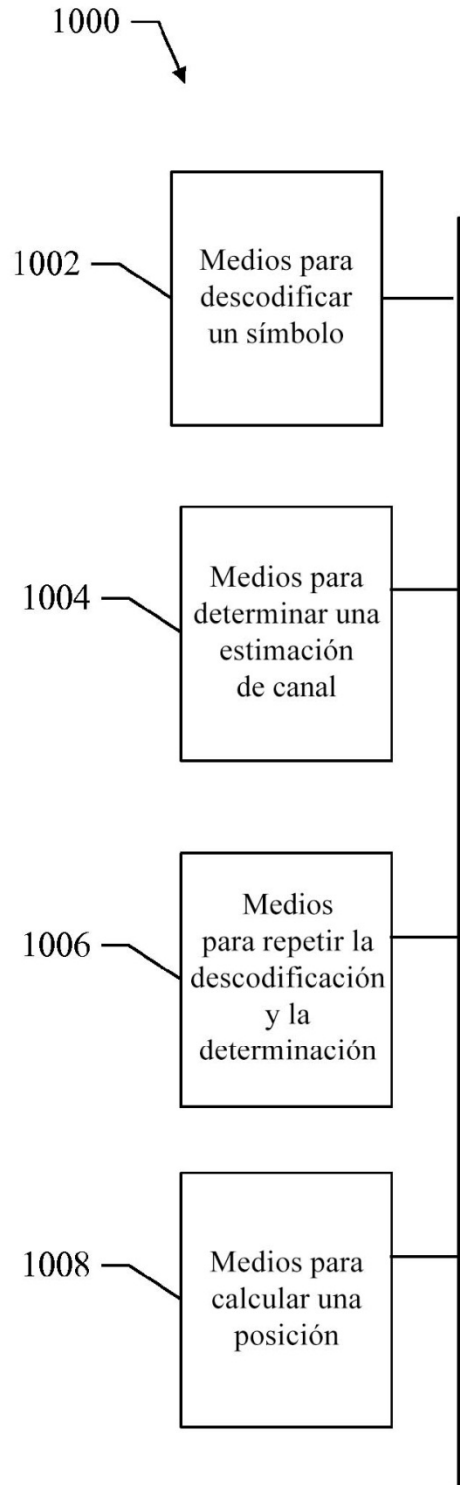 1000
1002
Medios para
descodificar
un símbolo
1004
Medios para
determinar una
estimación
de canal
1006
Medios
para repetir la
descodificación
y la
determinación
1008
Medios para
calcular una
posición